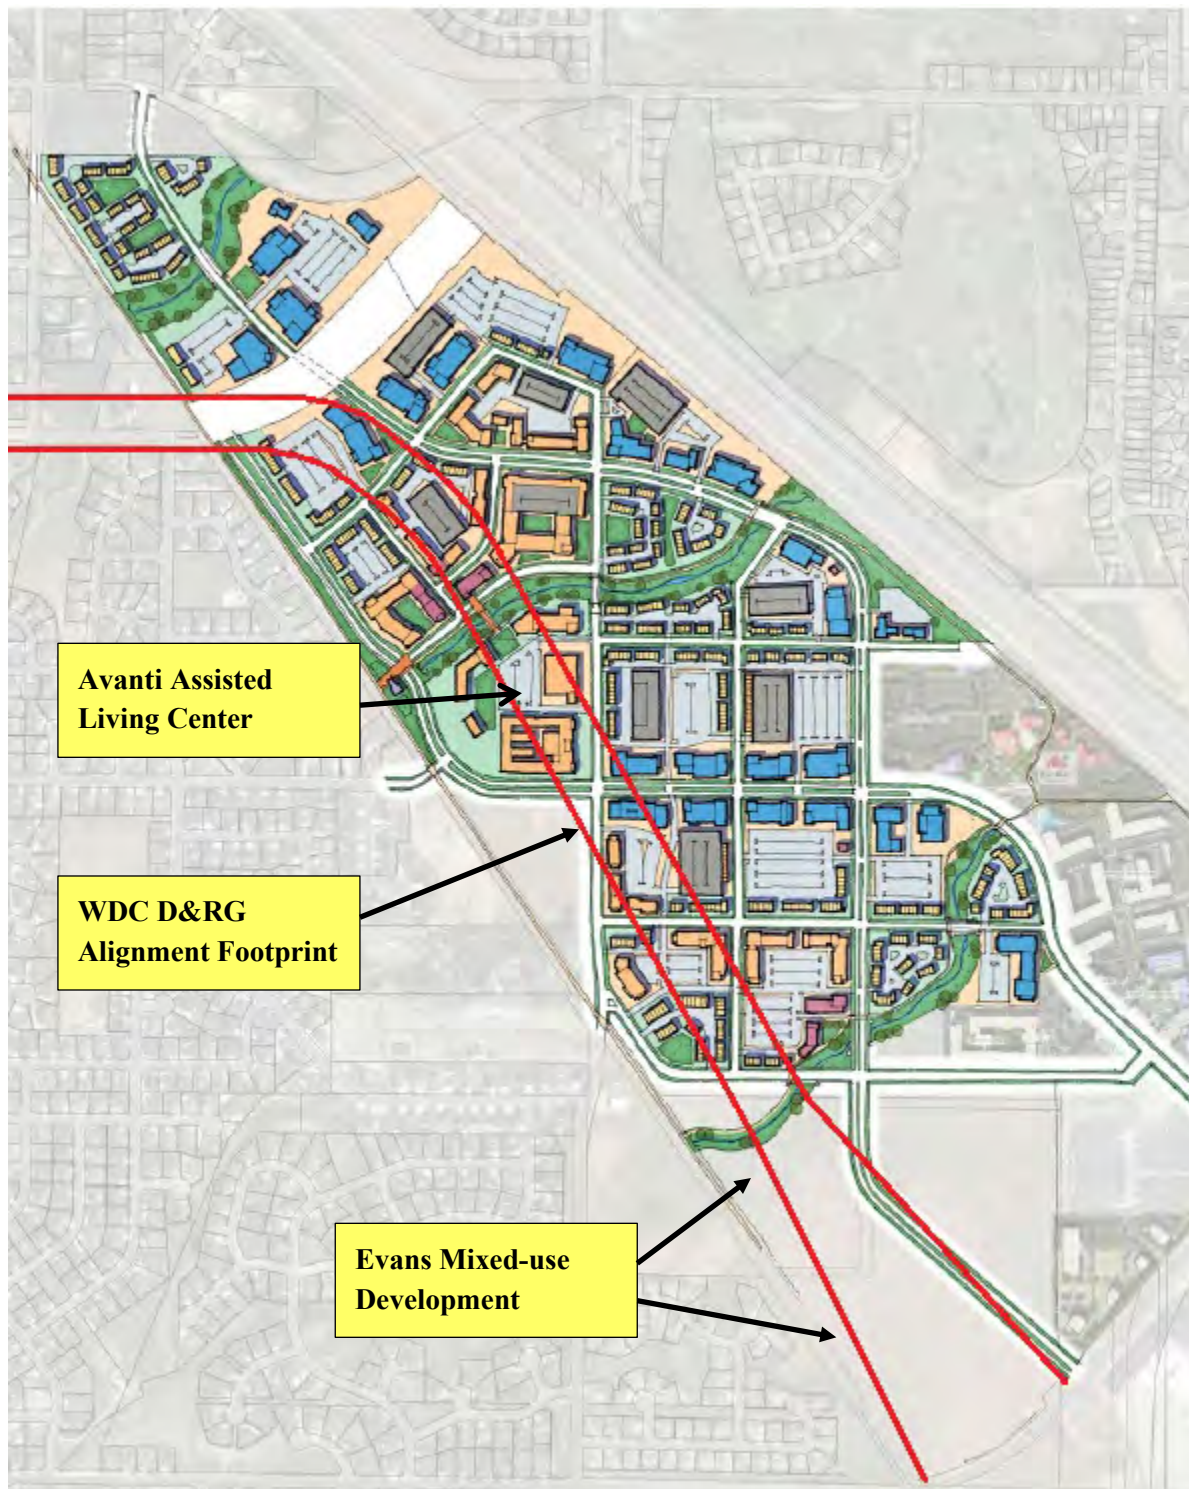 Avanti Assisted
Living Center
WDC D&RG
Alignment Footprint
Evans Mixed-use
Development